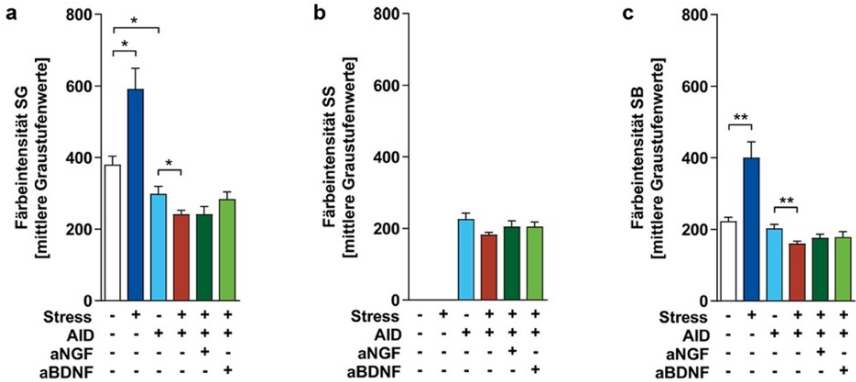 a
Färbeintensität SG
[mittlere Graustufenwerte]
800
600
400
200
0
*
*
*
Stress - + - + + +
AID - - + + + +
aNGF - - - - + -
aBDNF - - - - - +
b
Färbeintensität SS
[mittlere Graustufenwerte]
800
600
400
200
0
Stress - + - + + +
AID - - + + + +
aNGF - - - - + -
aBDNF - - - - - +
c
Färbeintensität SB
[mittlere Graustufenwerte]
800
600
400
200
0
**
**
Stress - + - + + +
AID - - + + + +
aNGF - - - - + -
aBDNF - - - - - +